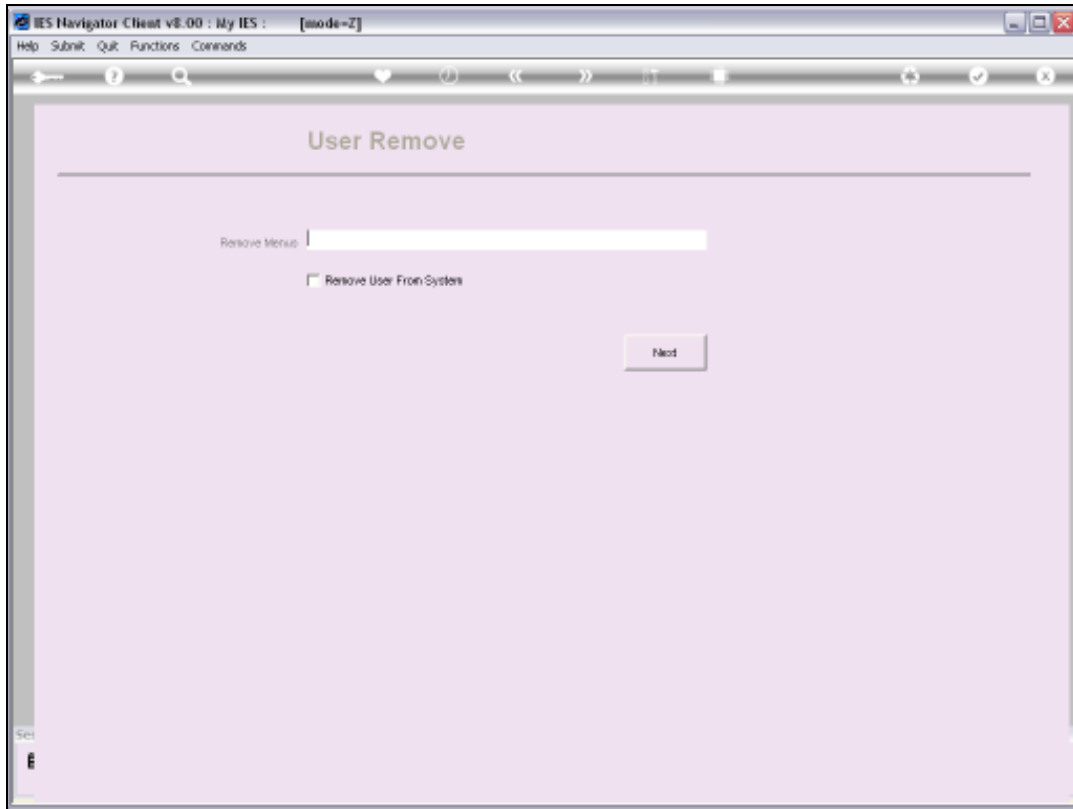 IES Navigator Client v8.00 : My IES : [mode=Z]
Help Submit Quit Functions Commands
User Remove
Remove Menus
Remove User From System
Next